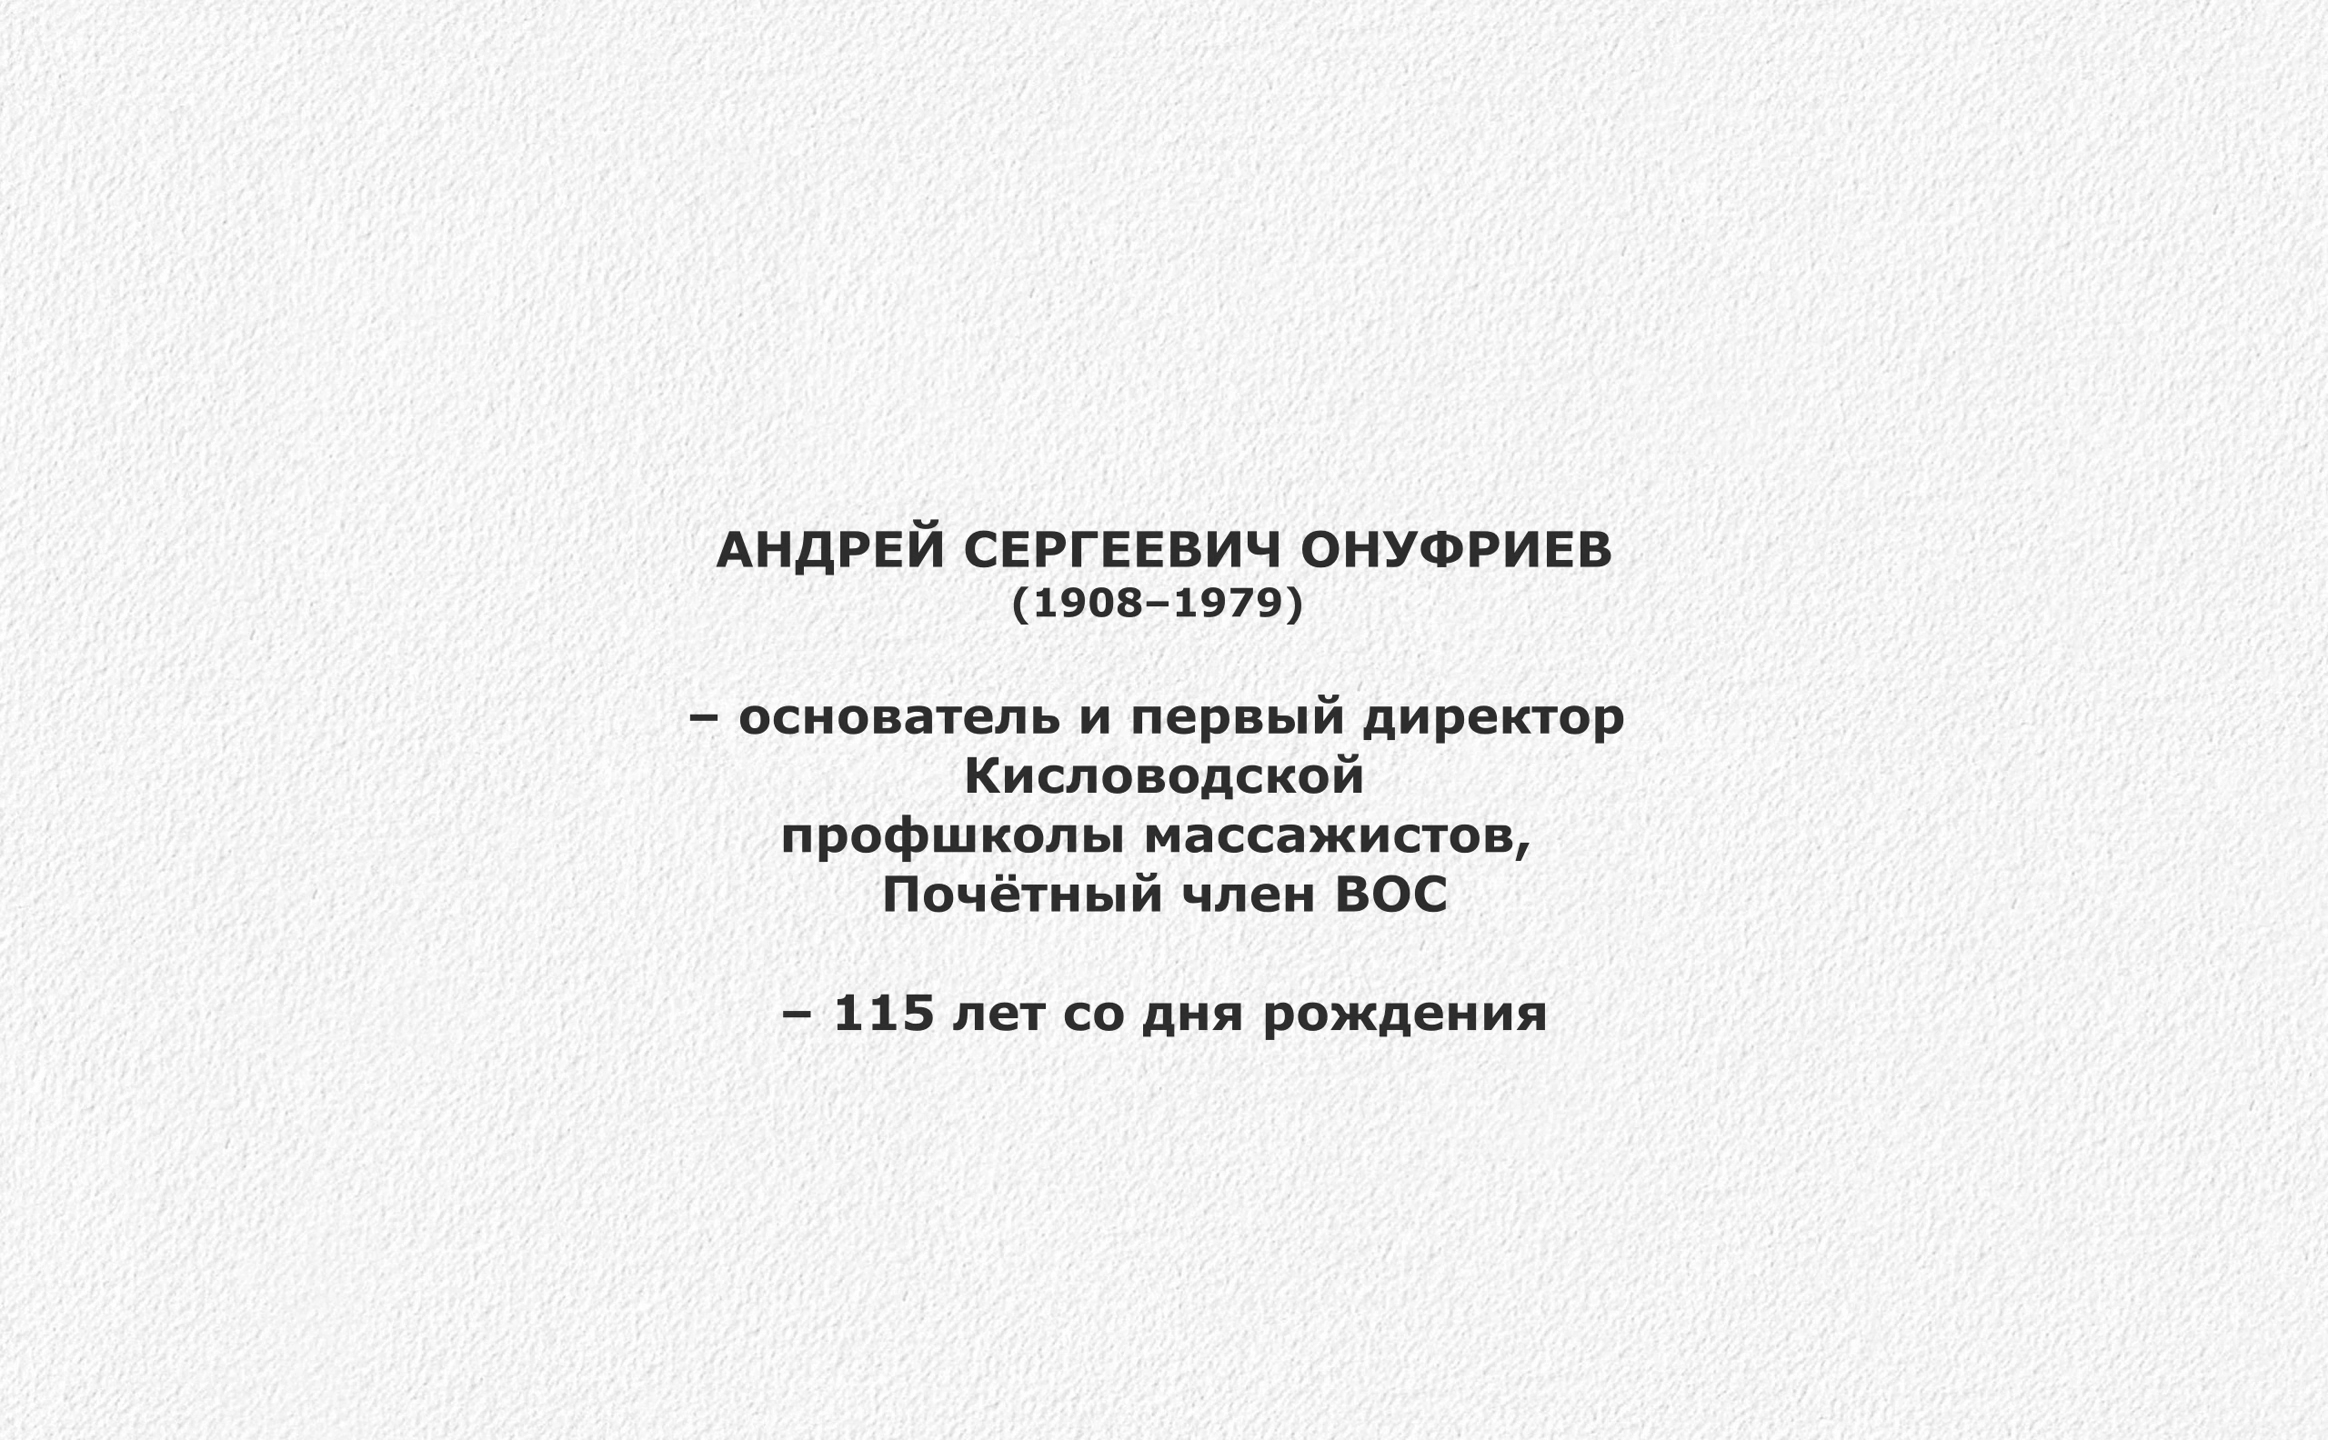 АНДРЕЙ СЕРГЕЕВИЧ ОНУФРИЕВ
(1908–1979)
– основатель и первый директор
Кисловодской
профшколы массажистов,
Почётный член ВОС
– 115 лет со дня рождения